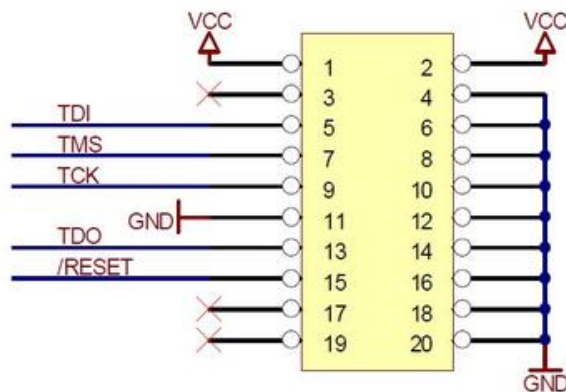 VCC VCC
1 2
3 4
TDI 5 6
TMS 7 8
TCK 9 10
GND 11 12
TDO 13 14
/RESET 15 16
17 18
19 20
GND